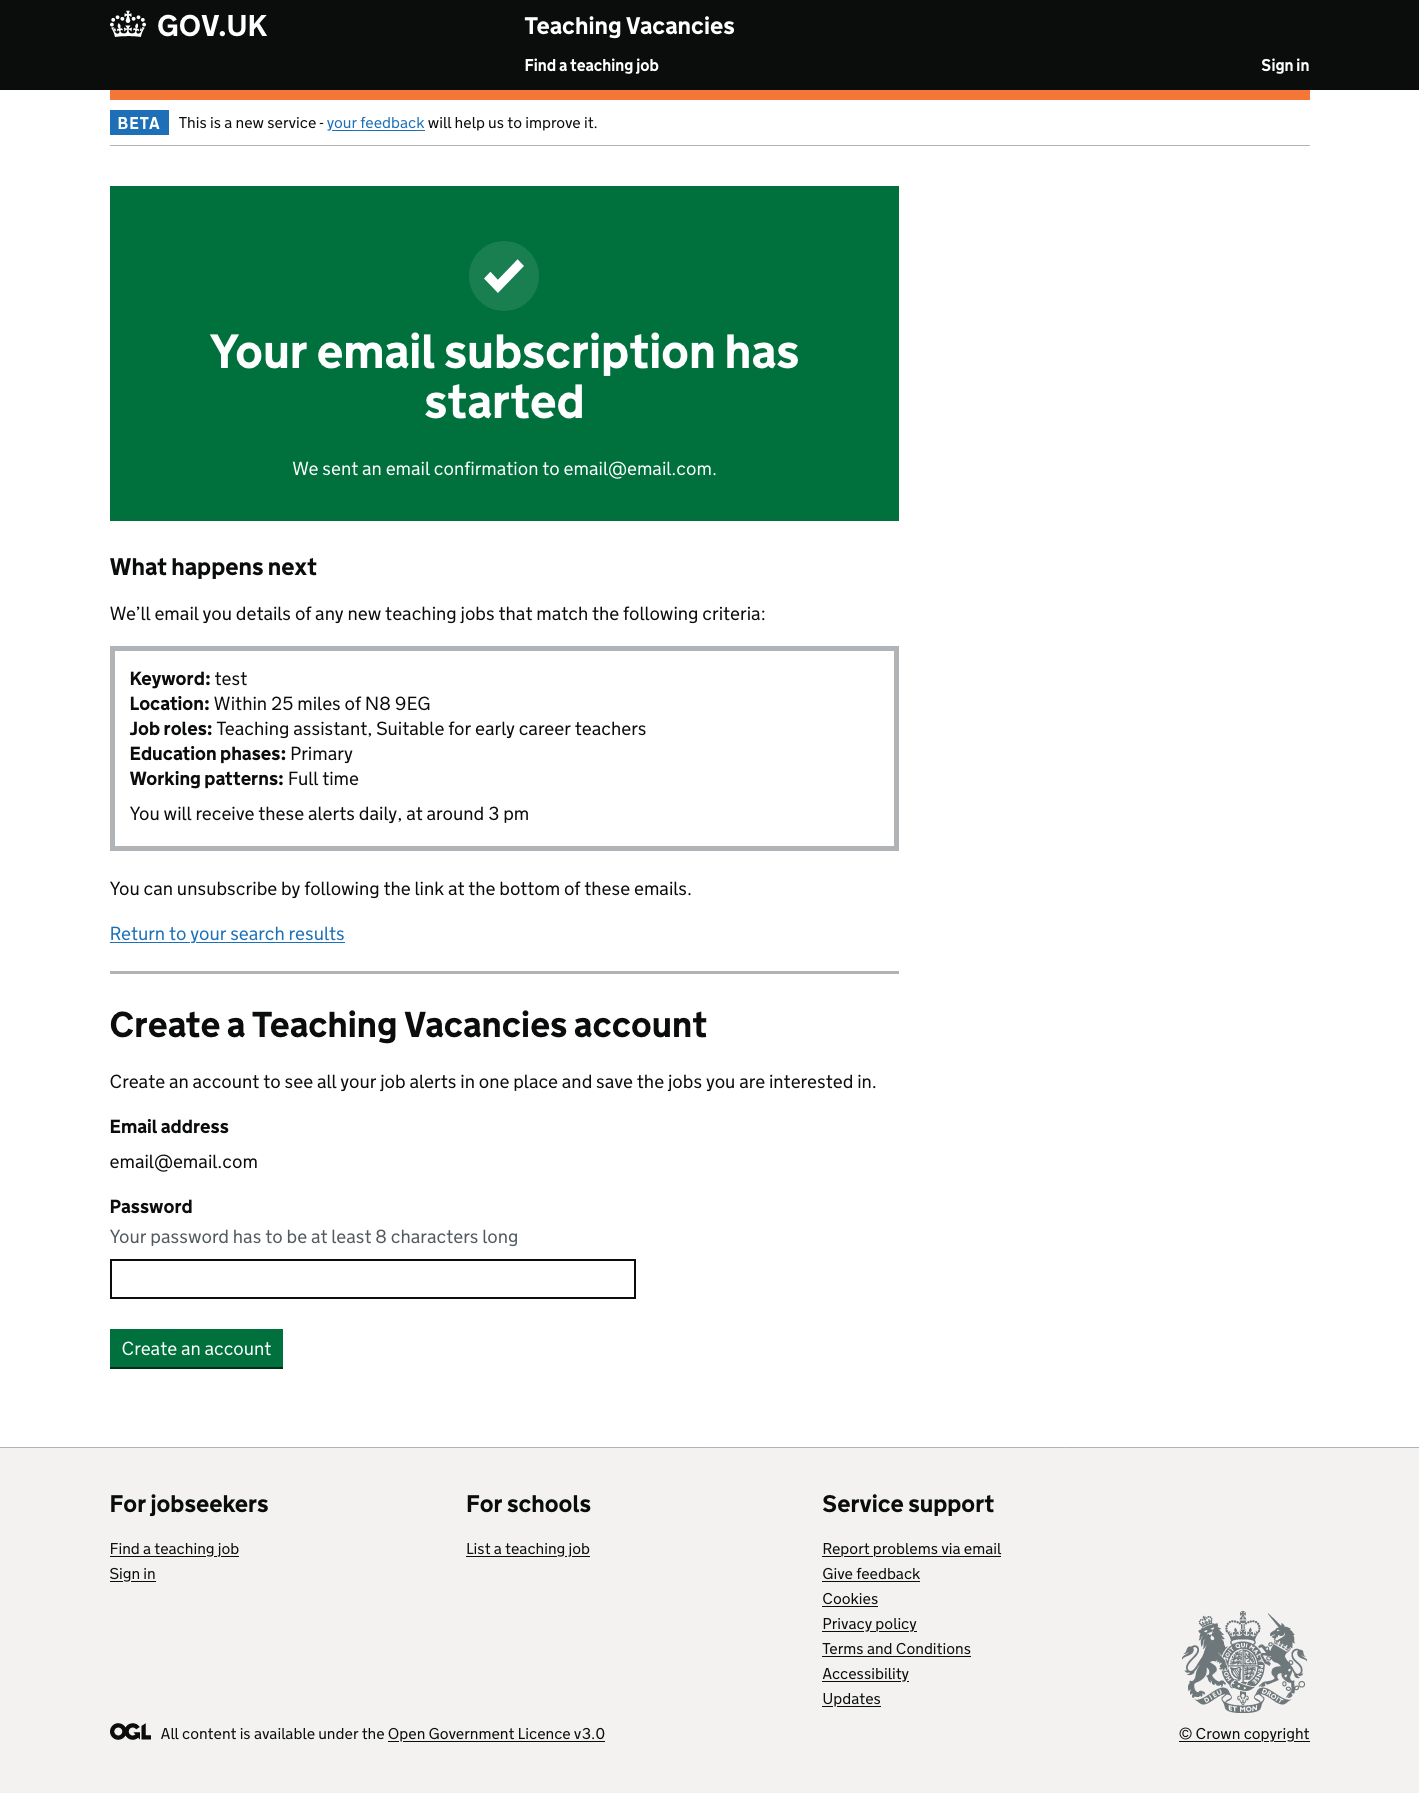 GOV.UK
Teaching Vacancies
Find a teaching job
Sign in
BETA This is a new service - your feedback will help us to improve it.
Your email subscription has
started
We sent an email confirmation to email@email.com.
What happens next
We’ll email you details of any new teaching jobs that match the following criteria:
Keyword: test
Location: Within 25 miles of N8 9EG
Job roles: Teaching assistant, Suitable for early career teachers
Education phases: Primary
Working patterns: Full time
You will receive these alerts daily, at around 3 pm
You can unsubscribe by following the link at the bottom of these emails.
Return to your search results
Create a Teaching Vacancies account
Create an account to see all your job alerts in one place and save the jobs you are interested in.
Email address
email@email.com
Password
Your password has to be at least 8 characters long
Create an account
For jobseekers
Find a teaching job
Sign in
For schools
List a teaching job
Service support
Report problems via email
Give feedback
Cookies
Privacy policy
Terms and Conditions
Accessibility
Updates
OGL All content is available under the Open Government Licence v3.0
DIEU ET MON DROIT
© Crown copyright